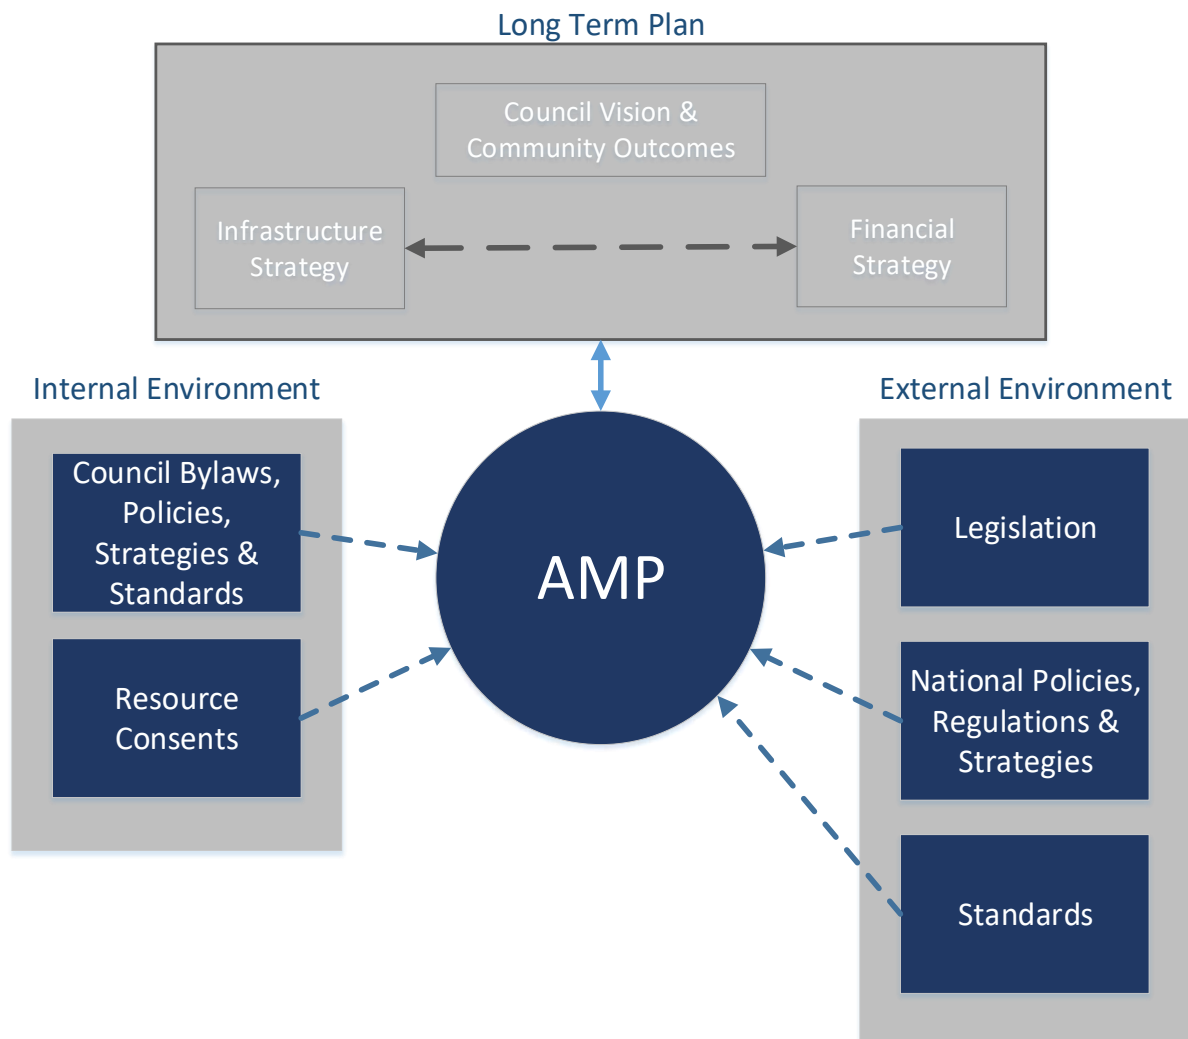 Long Term Plan
Council Vision &
Community Outcomes
Infrastructure
Strategy
Financial
Strategy
Internal Environment
Council Bylaws,
Policies,
Strategies &
Standards
Resource
Consents
AMP
External Environment
Legislation
National Policies,
Regulations &
Strategies
Standards